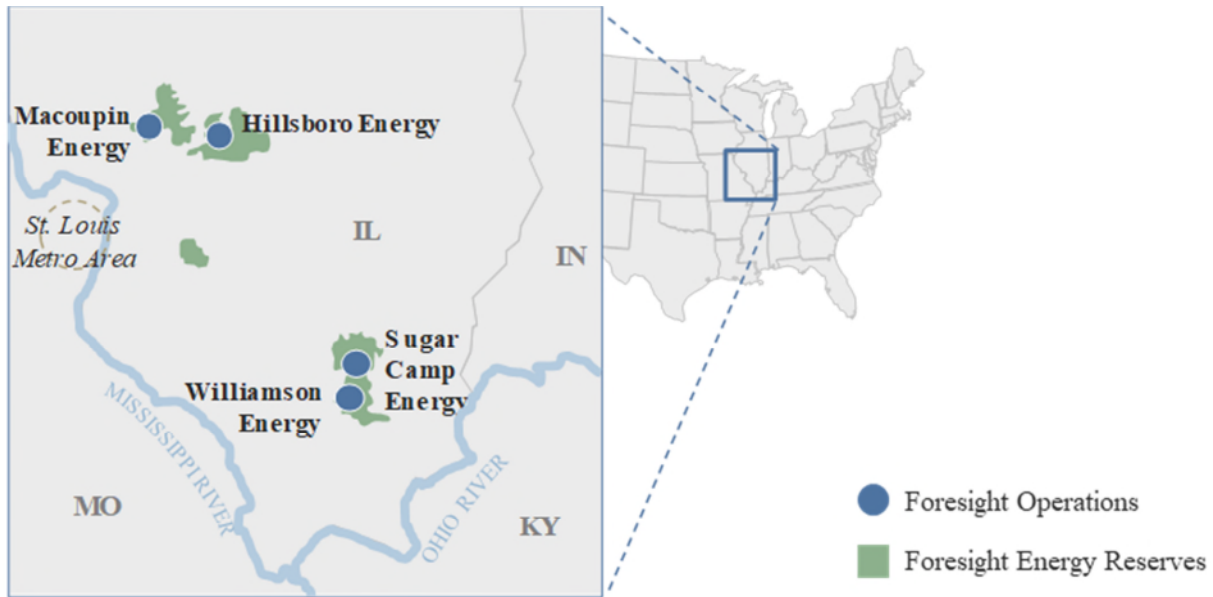 Macoupin
Energy
Hillsboro Energy
St. Louis
Metro Area
IL
IN
Sugar
Camp
Energy
Williamson
Energy
MISSISSIPPI RIVER
MO
OHIO RIVER
KY
Foresight Operations
Foresight Energy Reserves